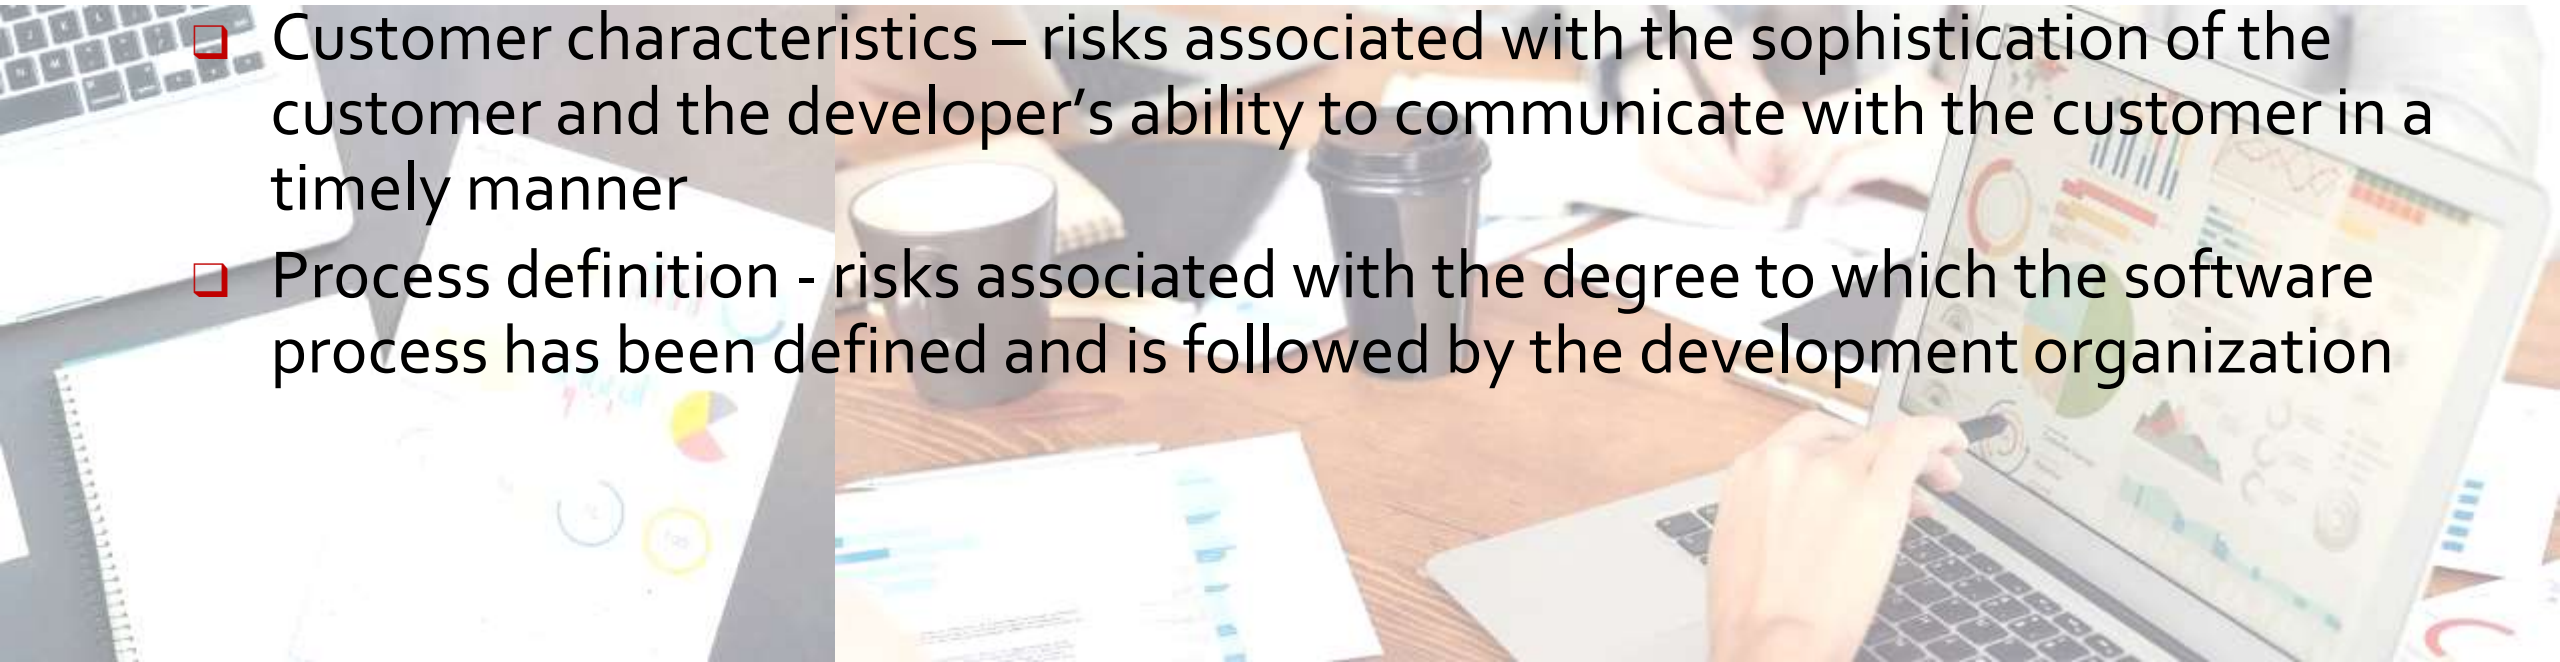 Customer characteristics – risks associated with the sophistication of the
customer and the developer’s ability to communicate with the customer in a
timely manner
Process definition - risks associated with the degree to which the software
process has been defined and is followed by the development organization